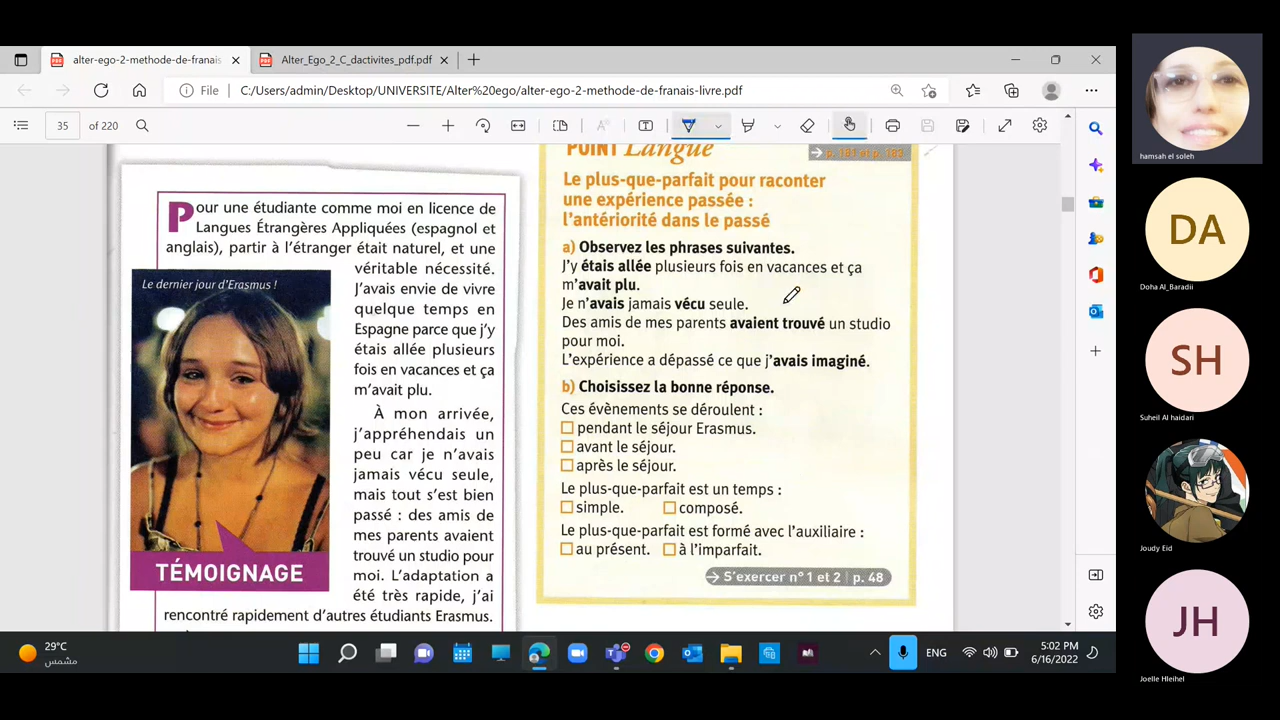 alter-ego-2-methode-de-franais
Alter_Ego_2_C_dactivites_pdf.pdf
File
C:/Users/admin/Desktop/UNIVERSITE/Alter%20ego/alter-ego-2-methode-de-franais-livre.pdf
35
of 220
POINT Langue
p. 181 et p. 182
Pour une étudiante comme moi en licence de
Langues Étrangères Appliquées (espagnol et
anglais), partir à l'étranger était naturel, et une
véritable nécessité.
J'avais envie de vivre
quelque temps en
Espagne parce que j'y
étais allée plusieurs
fois en vacances et ça
m'avait plu.
À mon arrivée,
j'appréhendais un
peu car je n'avais
jamais vécu seule,
mais tout s'est bien
passé : des amis de
mes parents avaient
trouvé un studio pour
moi. L'adaptation a
été très rapide, j'ai
rencontré rapidement d'autres étudiants Erasmus.
Le dernier jour d'Erasmus !
TÉMOIGNAGE
Le plus-que-parfait pour raconter
une expérience passée :
l'antériorité dans le passé
a) Observez les phrases suivantes.
J'y étais allée plusieurs fois en vacances et ça
m'avait plu.
Je n'avais jamais vécu seule.
Des amis de mes parents avaient trouvé un studio
pour moi.
L'expérience a dépassé ce que j'avais imaginé.
b) Choisissez la bonne réponse.
Ces évènements se déroulent :
pendant le séjour Erasmus.
avant le séjour.
après le séjour.
Le plus-que-parfait est un temps :
simple. composé.
Le plus-que-parfait est formé avec l'auxiliaire :
au présent. à l'imparfait.
S'exercer n° 1 et 2 | p. 48
hamsah el soleh
DA
Doha Al_Baradii
SH
Suheil Al haidari
Joudy Eid
JH
Joelle Hleihel
29°C
مشمس
ENG
5:02 PM
6/16/2022